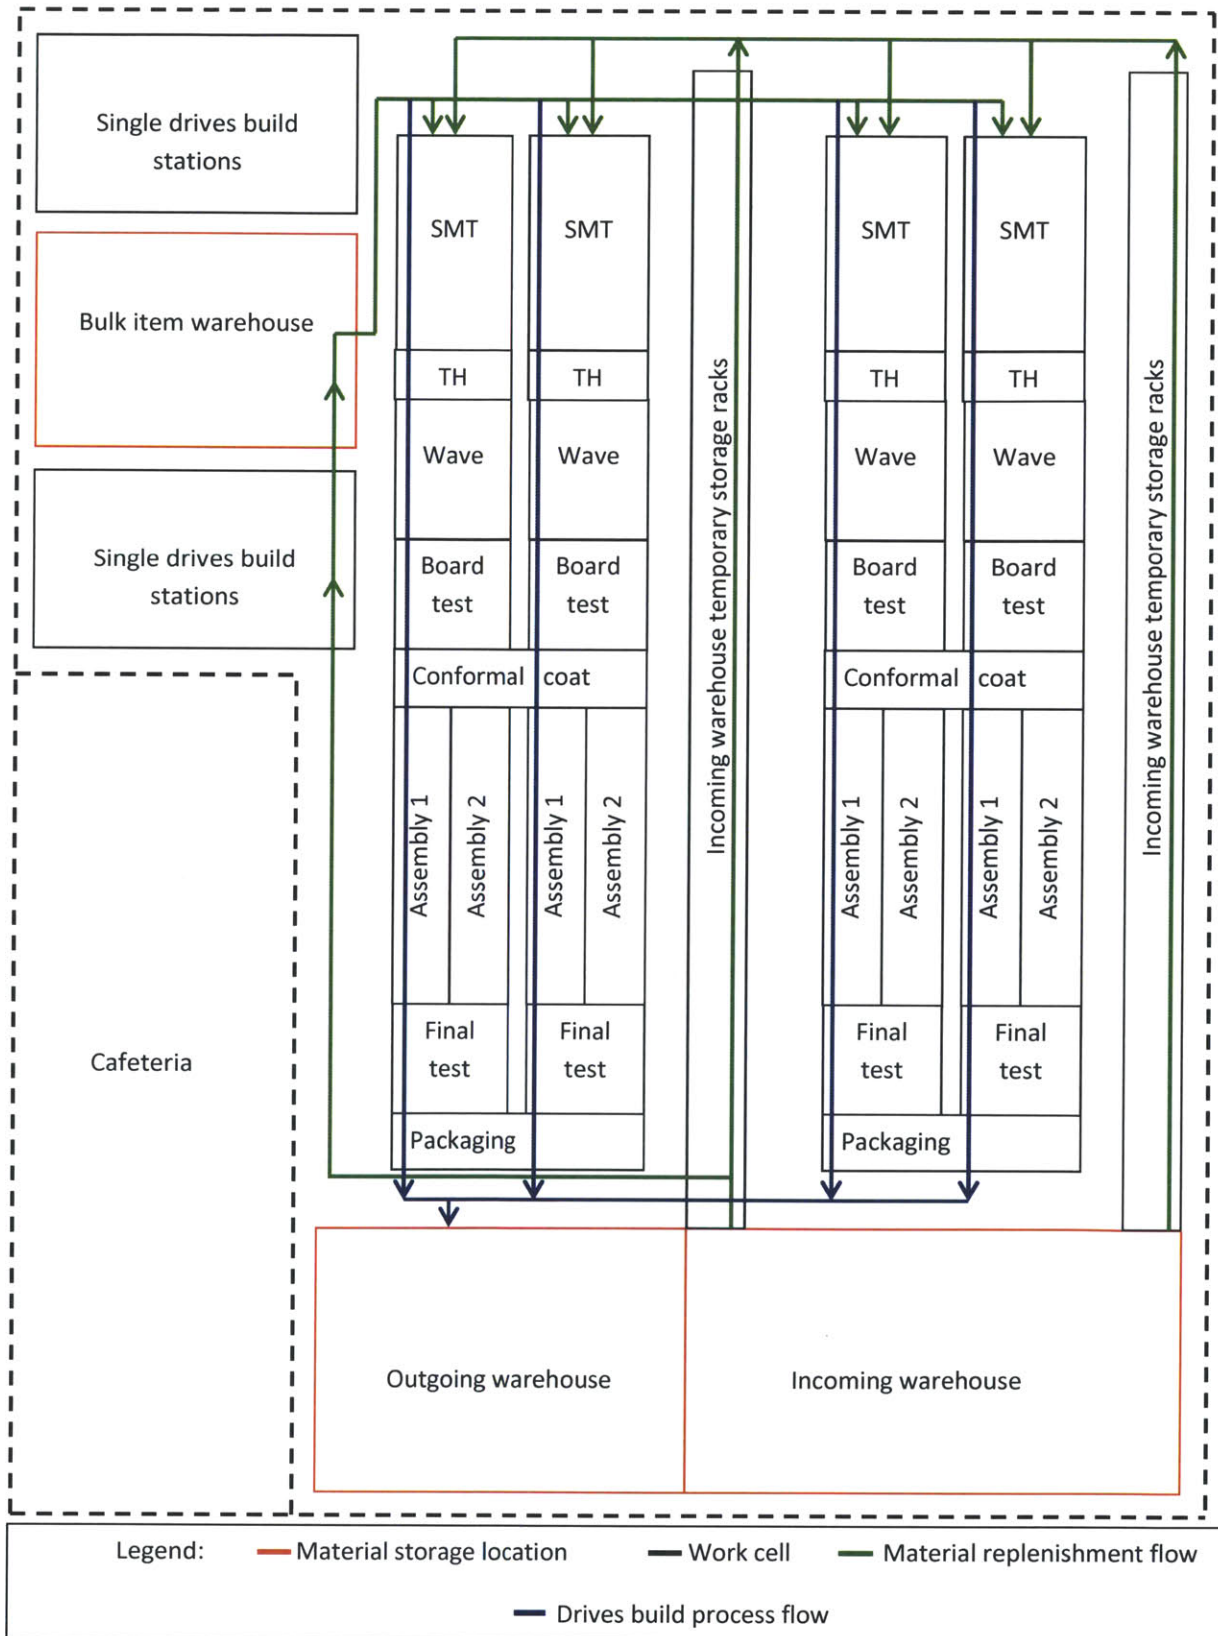 Single drives build
stations
Bulk item warehouse
Single drives build
stations
Cafeteria
SMT
TH
Wave
Board
test
SMT
TH
Wave
Board
test
Conformal coat
Assembly 1
Assembly 2
Assembly 1
Assembly 2
Final
test
Final
test
Packaging
Incoming warehouse temporary storage racks
SMT
TH
Wave
Board
test
SMT
TH
Wave
Board
test
Conformal coat
Assembly 1
Assembly 2
Assembly 1
Assembly 2
Final
test
Final
test
Packaging
Incoming warehouse temporary storage racks
Outgoing warehouse
Incoming warehouse
Legend:
Material storage location
Work cell
Material replenishment flow
Drives build process flow